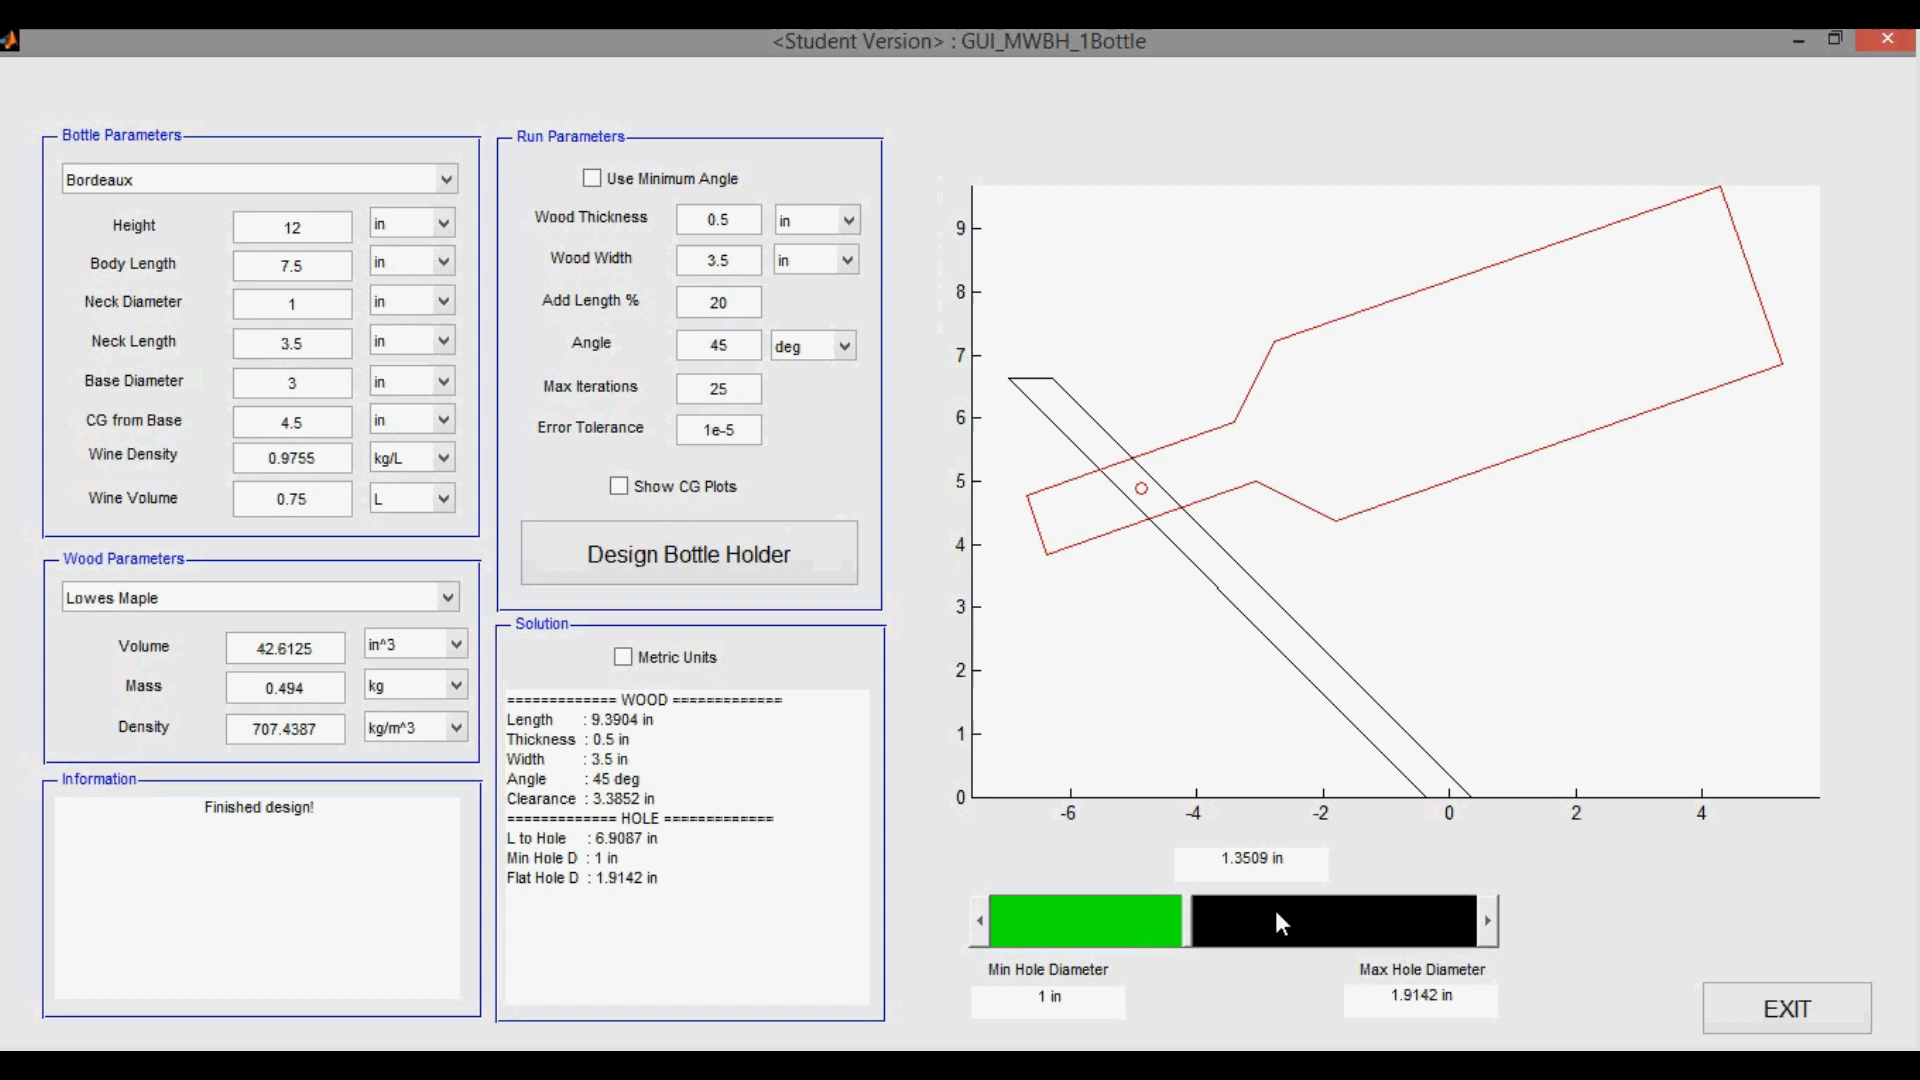 <Student Version> : GUI_MWBH_1Bottle
Bottle Parameters
Bordeaux
Height 12 in
Body Length 7.5 in
Neck Diameter 1 in
Neck Length 3.5 in
Base Diameter 3 in
CG from Base 4.5 in
Wine Density 0.9755 kg/L
Wine Volume 0.75 L
Wood Parameters
Lowes Maple
Volume 42.6125 in^3
Mass 0.494 kg
Density 707.4387 kg/m^3
Information
Finished design!
Run Parameters
Use Minimum Angle
Wood Thickness 0.5 in
Wood Width 3.5 in
Add Length % 20
Angle 45 deg
Max Iterations 25
Error Tolerance 1e-5
Show CG Plots
Design Bottle Holder
Solution
Metric Units
============= WOOD =============
Length : 9.3904 in
Thickness : 0.5 in
Width : 3.5 in
Angle : 45 deg
Clearance : 3.3852 in
============= HOLE =============
L to Hole : 6.9087 in
Min Hole D : 1 in
Flat Hole D : 1.9142 in
9
8
7
6
5
4
3
2
1
0
-6 -4 -2 0 2 4
1.3509 in
Min Hole Diameter Max Hole Diameter
1 in 1.9142 in
EXIT